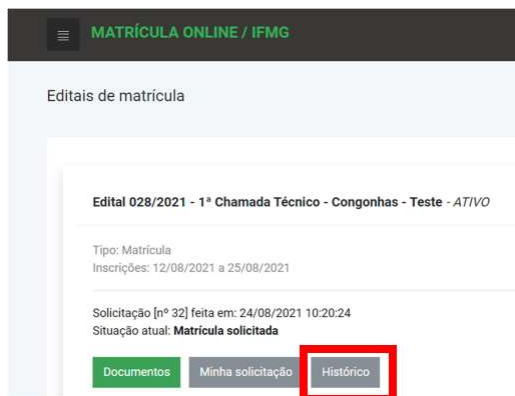 MATRÍCULA ONLINE / IFMG
Editais de matrícula
Edital 028/2021 - 1ª Chamada Técnico - Congonhas - Teste - ATIVO
Tipo: Matrícula
Inscrições: 12/08/2021 a 25/08/2021
Solicitação [nº 32] feita em: 24/08/2021 10:20:24
Situação atual: Matrícula solicitada
Documentos Minha solicitação Histórico